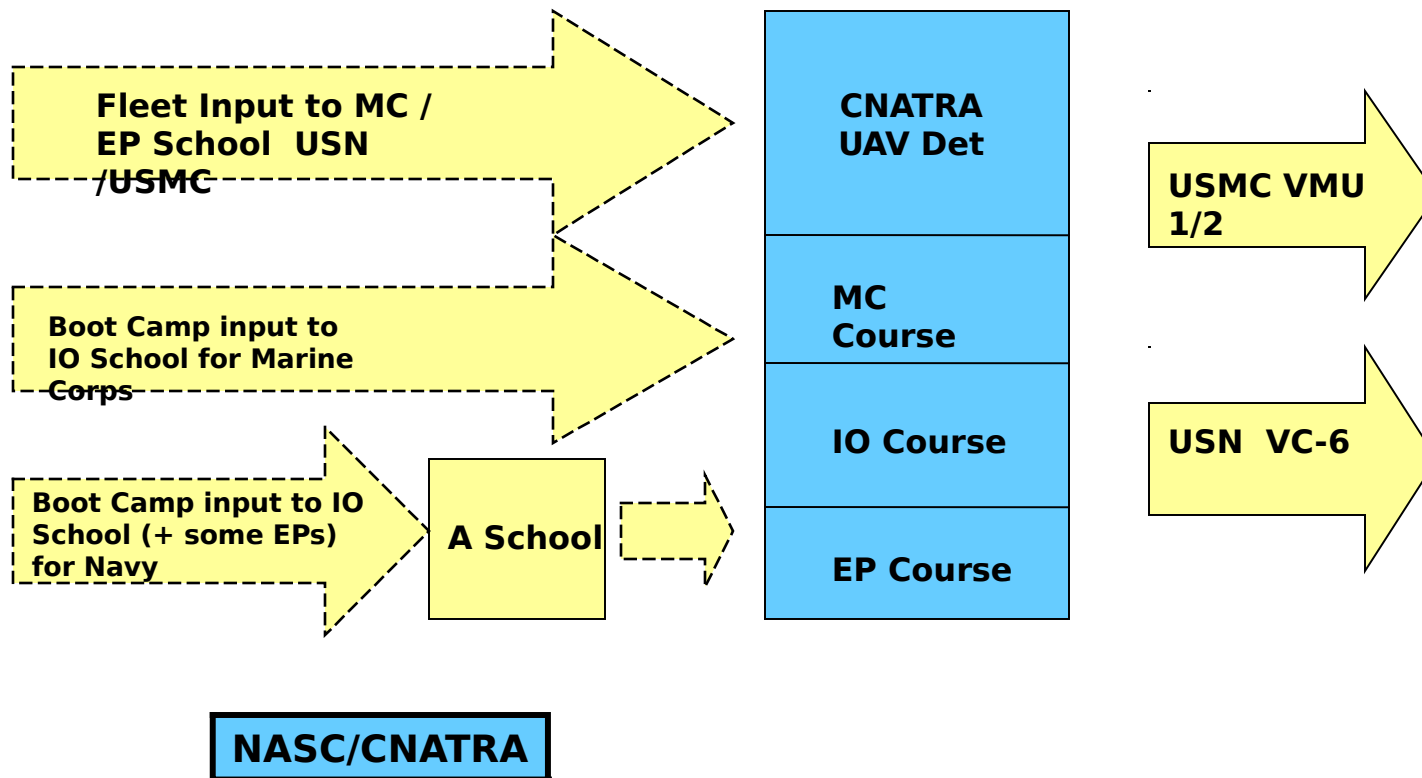 Fleet Input to MC /
EP School  USN
/USMC
CNATRA
UAV Det
USMC VMU
1/2
MC
Course
Boot Camp input to
IO School for Marine
Corps
IO Course
USN  VC-6
Boot Camp input to IO
School (+ some EPs)
for Navy
A School
EP Course
NASC/CNATRA